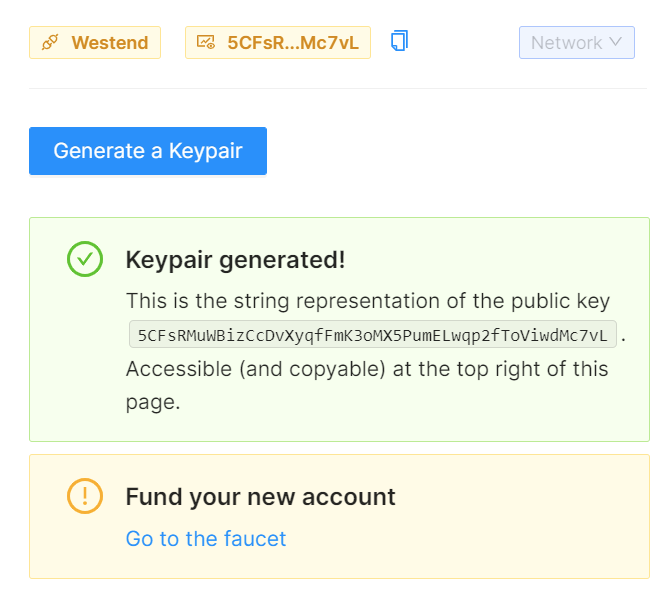 Westend 5CFsR...Mc7vL Network
Generate a Keypair
Keypair generated!
This is the string representation of the public key
5CFsRMuWBizCcDvXyqfFmK3oMX5PumELwqp2fToViwdMc7vL .
Accessible (and copyable) at the top right of this
page.
Fund your new account
Go to the faucet